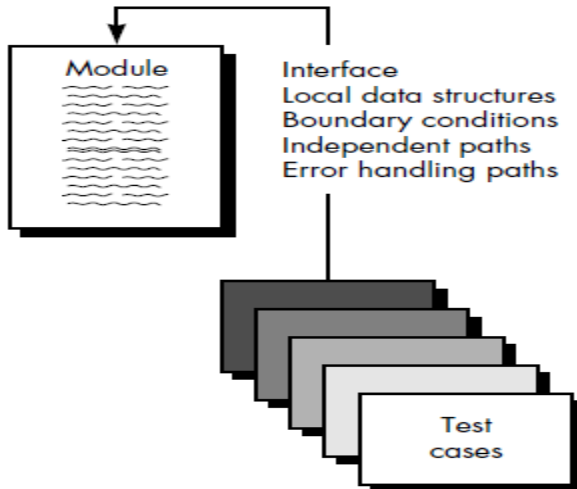 Module
Interface
Local data structures
Boundary conditions
Independent paths
Error handling paths
Test
cases